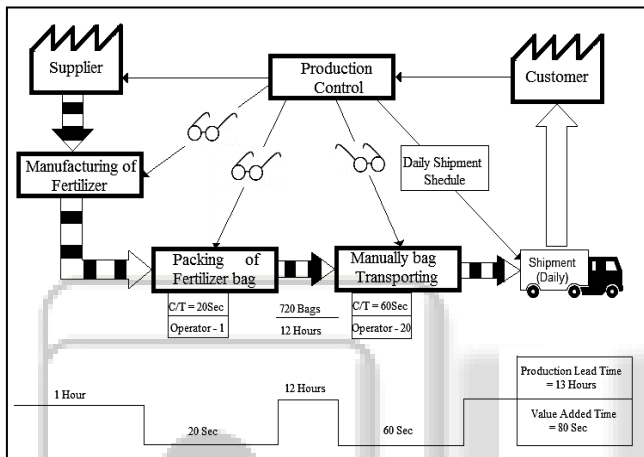 Supplier
Production
Control
Customer
Manufacturing of
Fertilizer
Daily Shipment
Shedule
Packing of
Fertilizer bag
Manually bag
Transporting
Shipment
(Daily)
C/T = 20Sec
Operator - 1
720 Bags
12 Hours
C/T = 60Sec
Operator - 20
1 Hour
20 Sec
12 Hours
60 Sec
Production Lead Time
= 13 Hours
Value Added Time
= 80 Sec